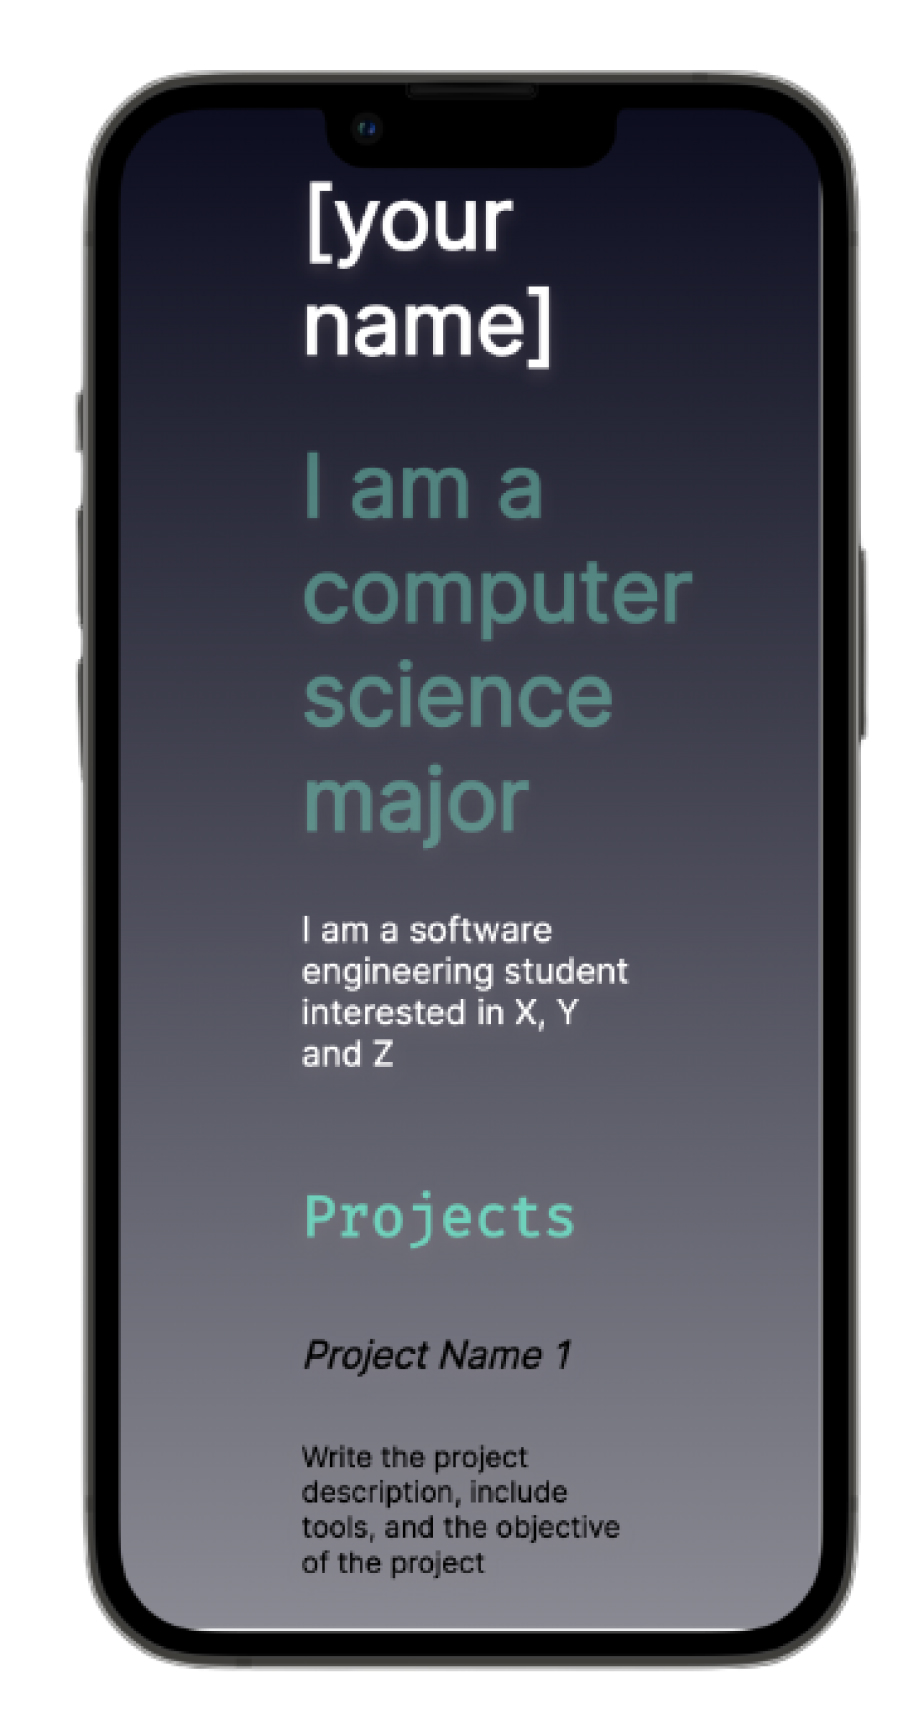 [your
name]
I am a
computer
science
major
I am a software
engineering student
interested in X, Y
and Z
Projects
Project Name 1
Write the project
description, include
tools, and the objective
of the project